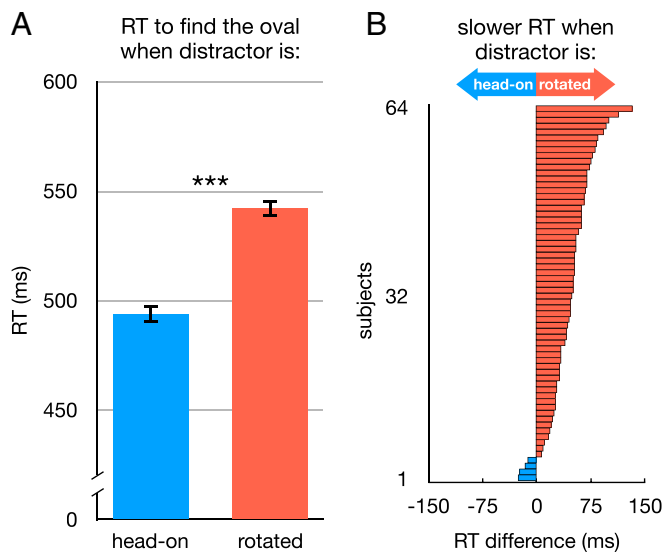 A
RT to find the oval
when distractor is:
600
550
500
450
0
RT (ms)
***
head-on
rotated
B
slower RT when
distractor is:
head-on
rotated
64
32
1
subjects
-150
-75
0
75
150
RT difference (ms)